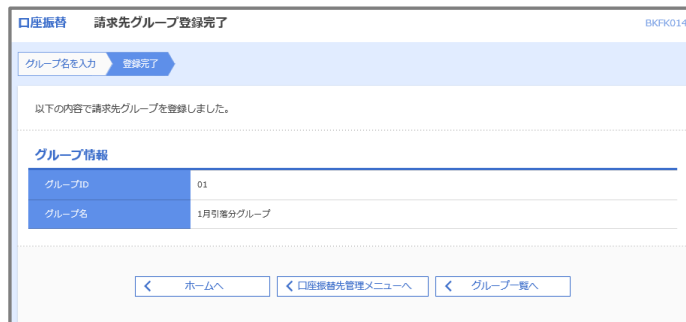 口座振替 請求先グループ登録完了 BKFK014
グループ名を入力 登録完了
以下の内容で請求先グループを登録しました。
グループ情報
グループID 01
グループ名 1月引落分グループ
ホームへ 口座振替先管理メニューへ グループ一覧へ